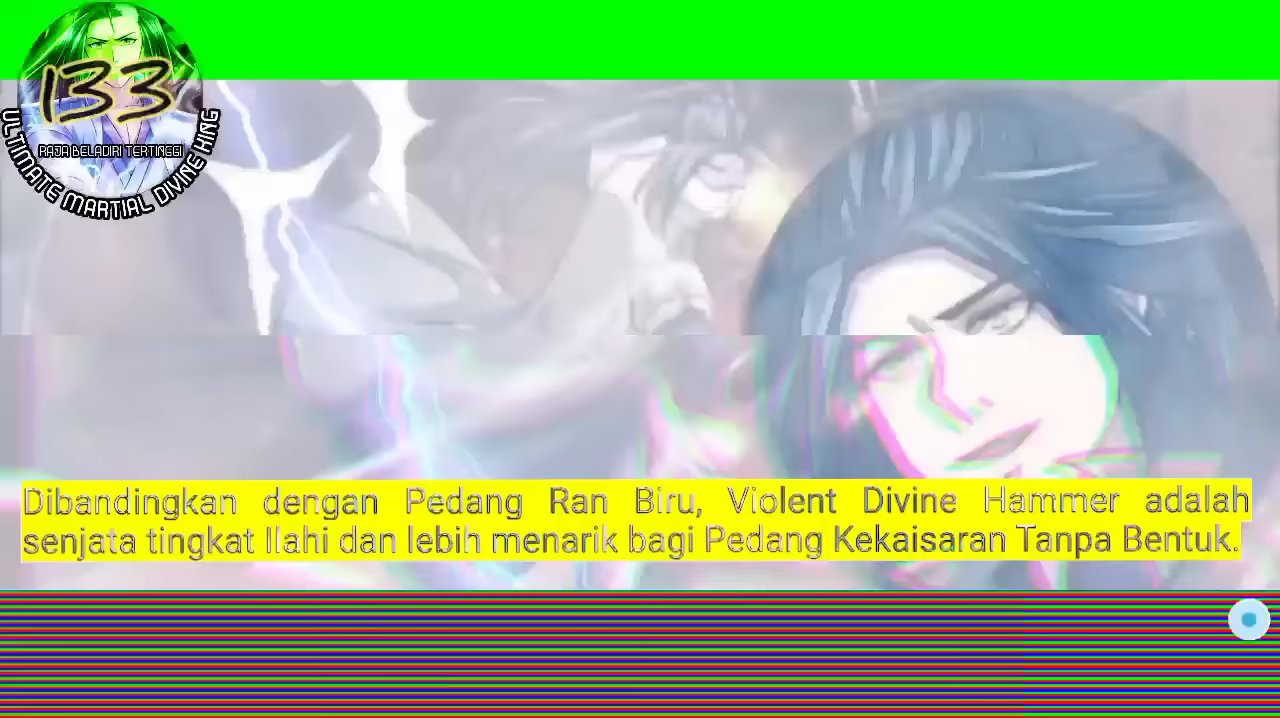 133
RAJA BELADIRI TERTINGGI
ULTIMATE MARTIAL DIVINE KING
Dibandingkan dengan Pedang Ran Biru, Violent Divine Hammer adalah
senjata tingkat Ilahi dan lebih menarik bagi Pedang Kekaisaran Tanpa Bentuk.